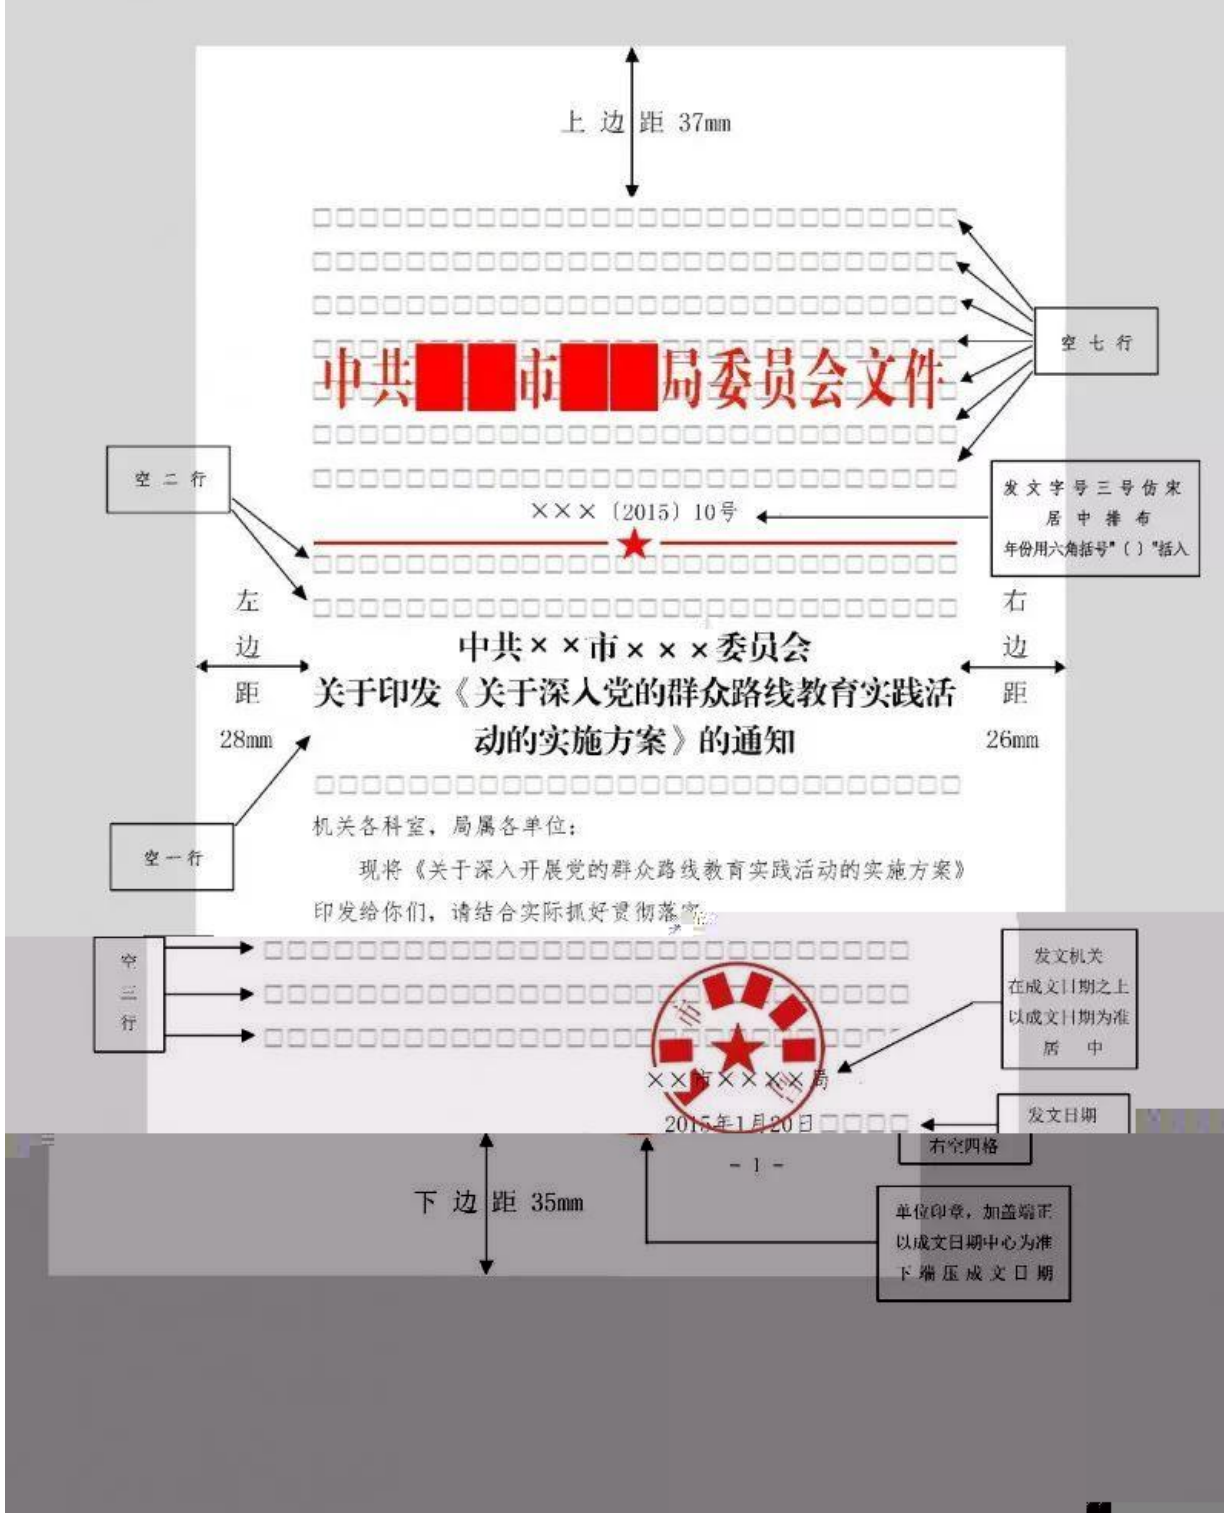 上边距 37mm
空七行
中共市局委员会文件
空二行
×××〔2015〕10号
发文字号三号仿宋
居中排布
年份用六角括号"〔〕"括入
左边距
28mm
右边距
26mm
中共××市×××委员会
关于印发《关于深入党的群众路线教育实践活
动的实施方案》的通知
空一行
机关各科室，局属各单位：
现将《关于深入开展党的群众路线教育实践活动的实施方案》
印发给你们，请结合实际抓好贯彻落实
空三行
发文机关
在成文日期之上
以成文日期为准
居中
市
××市××××局
2015年1月20日
发文日期
右空四格
- 1 -
下边距 35mm
单位印章，加盖端正
以成文日期中心为准
下端压成文日期